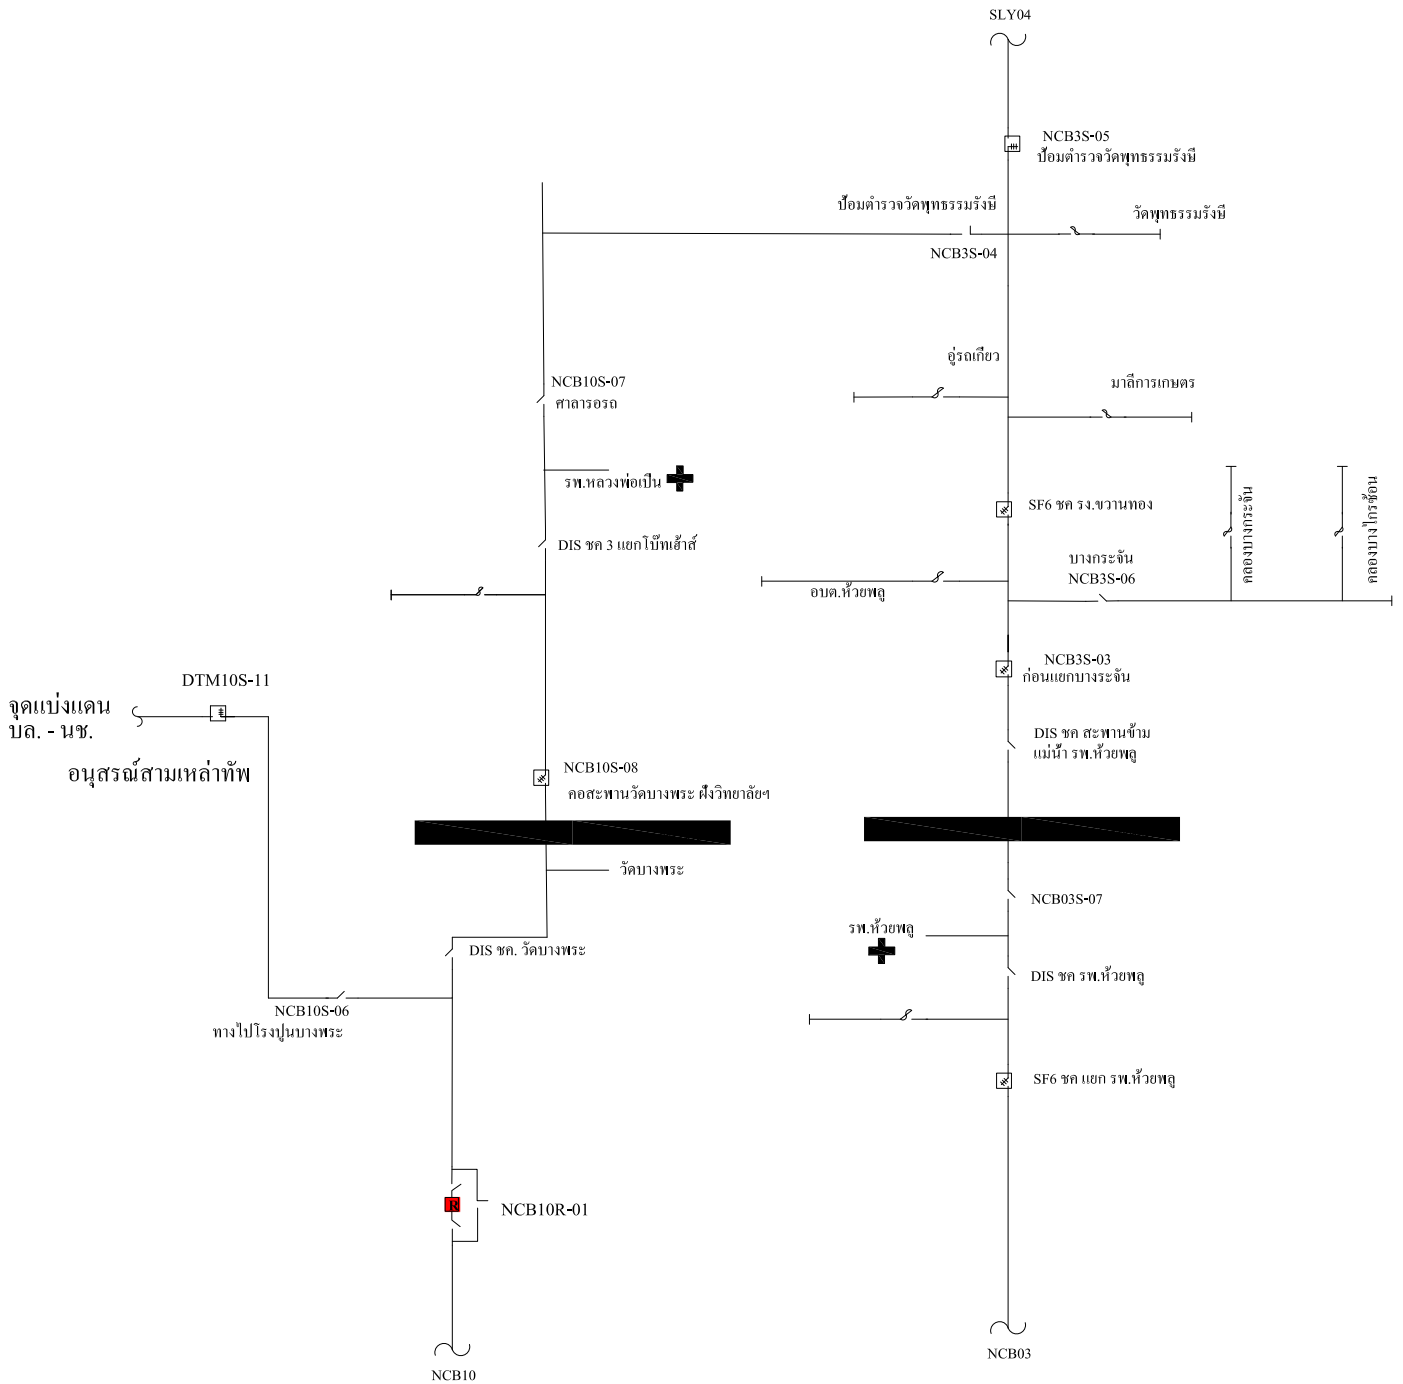 SLY04
NCB3S-05
ป้อมตำรวจวัดพุทธธรรมรังษี
ป้อมตำรวจวัดพุทธธรรมรังษี
วัดพุทธธรรมรังษี
NCB3S-04
อู่รถเกียว
NCB10S-07
ศาลารอรถ
มาลีการเกษตร
รพ.หลวงพ่อเปิ่น
SF6 ชค รง.ขวานทอง
คลองบางกระจัน
คลองบางไกรซ้อน
DIS ชค 3 แยกโบ๊ทเฮ้าส์
บางกระจัน
NCB3S-06
อบต.ห้วยพลู
NCB3S-03
ก่อนแยกบางระจัน
DTM10S-11
จุดแบ่งแดน
บล. - นช.
DIS ชค สะพานข้าม
แม่น้ำ รพ.ห้วยพลู
อนุสรณ์สามเหล่าทัพ
NCB10S-08
คอสะพานวัดบางพระ ฝั่งวิทยาลัยฯ
วัดบางพระ
NCB03S-07
รพ.ห้วยพลู
DIS ชค. วัดบางพระ
DIS ชค รพ.ห้วยพลู
NCB10S-06
ทางไปโรงปูนบางพระ
SF6 ชค แยก รพ.ห้วยพลู
R
NCB10R-01
NCB03
NCB10